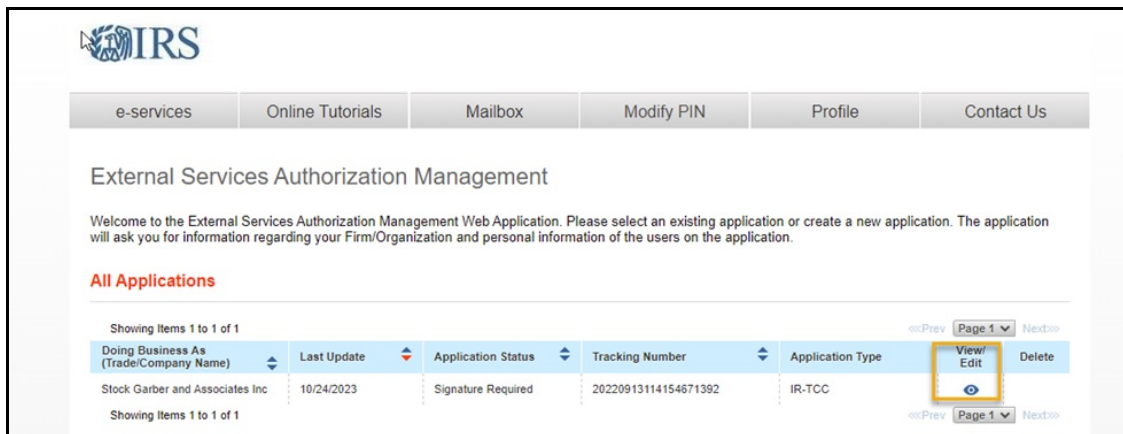 IRS
e-services Online Tutorials Mailbox Modify PIN Profile Contact Us
External Services Authorization Management
Welcome to the External Services Authorization Management Web Application. Please select an existing application or create a new application. The application
will ask you for information regarding your Firm/Organization and personal information of the users on the application.
All Applications
Showing Items 1 to 1 of 1 <<<Prev Page 1 Next>>>
Doing Business As (Trade/Company Name) Last Update Application Status Tracking Number Application Type View/ Edit Delete
Stock Garber and Associates Inc 10/24/2023 Signature Required 20220913114154671392 IR-TCC
Showing Items 1 to 1 of 1 <<<Prev Page 1 Next>>>